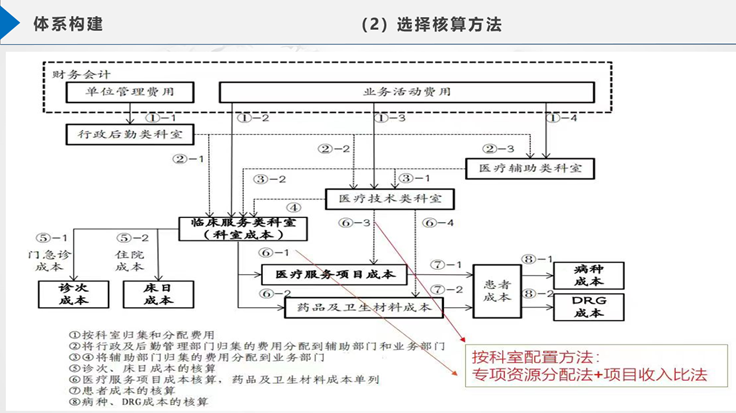 体系构建
（2）选择核算方法
财务会计
单位管理费用
业务活动费用
①-1
①-2
①-3
①-4
行政后勤类科室
②-1
②-2
②-3
医疗辅助类科室
③-2
③-1
医疗技术类科室
④
临床服务类科室
（科室成本）
⑥-3
⑥-4
⑤-1
⑤-2
门急诊
成本
住院
成本
⑥-1
医疗服务项目成本
⑦-1
⑧-1
病种
成本
诊次
成本
床日
成本
⑥-2
药品及卫生材料成本
⑦-2
患者
成本
⑧-2
DRG
成本
①按科室归集和分配费用
②将行政及后勤管理部门归集的费用分配到辅助部门和业务部门
③④将辅助部门归集的费用分配到业务部门
⑤诊次、床日成本的核算
⑥医疗服务项目成本核算，药品及卫生材料成本单列
⑦患者成本的核算
⑧病种、DRG成本的核算
按科室配置方法：
专项资源分配法+项目收入比法